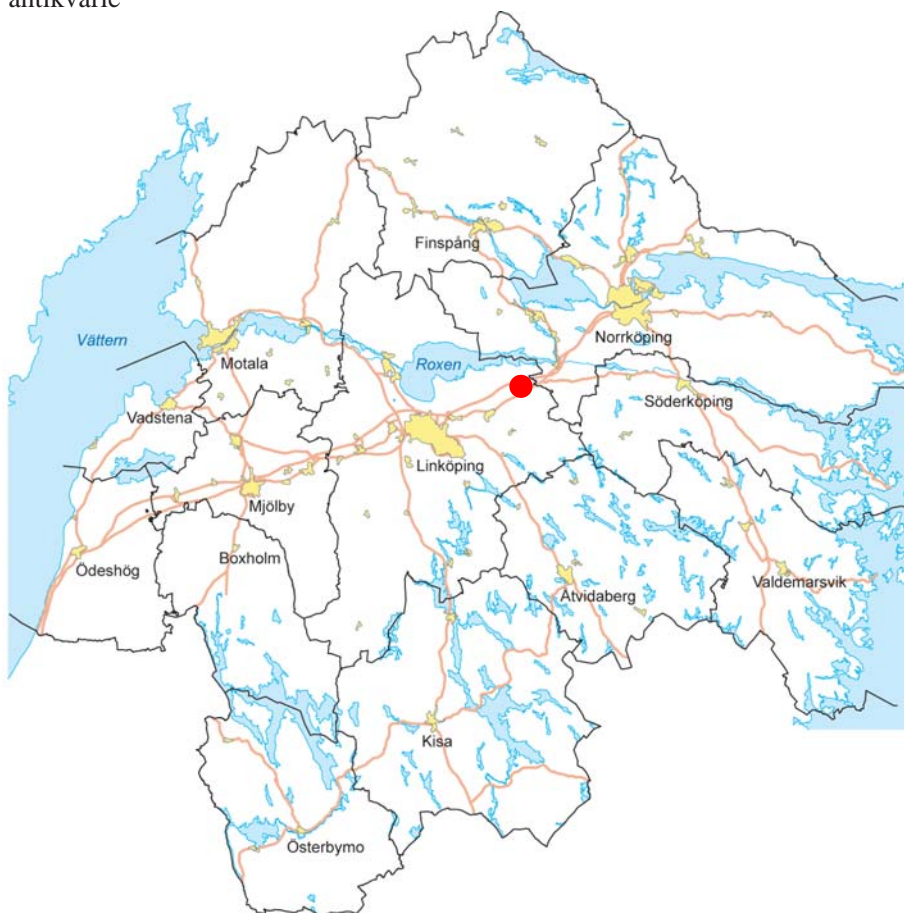 antikvarie
Finspång
Norrköping
Vättern
Motala
Roxen
Vadstena
Söderköping
Linköping
Mjölby
Ödeshög
Boxholm
Åtvidaberg
Valdemarsvik
Kisa
Österbymo